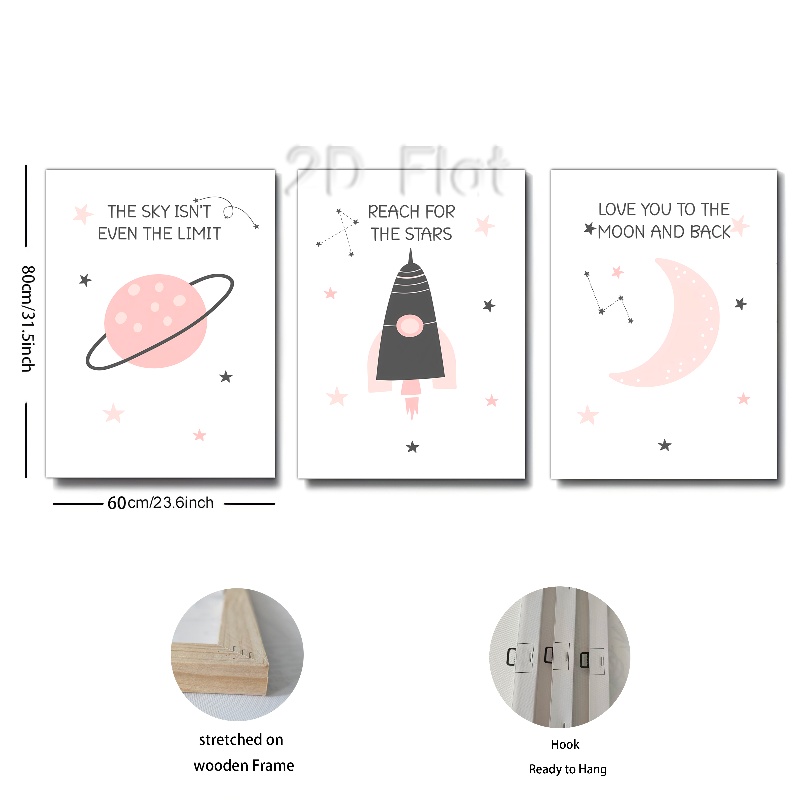 2D Flat
THE SKY ISN'T
EVEN THE LIMIT
REACH FOR
THE STARS
LOVE YOU TO THE
MOON AND BACK
80cm/31.5inch
60cm/23.6inch
stretched on
wooden Frame
Hook
Ready to Hang